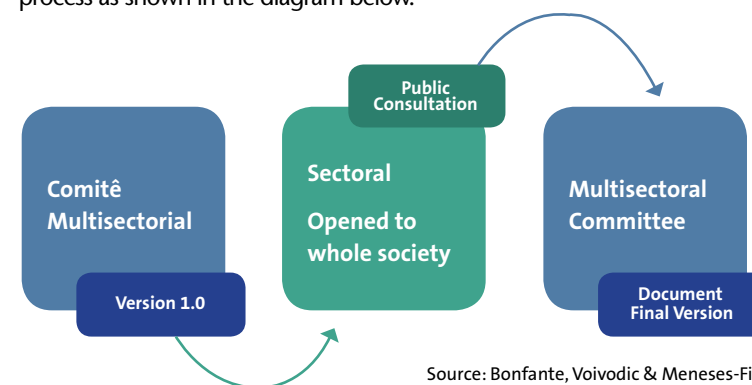 process as shown in the diagram below.
Comitê
Multisectorial
Version 1.0
Public
Consultation
Sectoral
Opened to
whole society
Multisectoral
Committee
Document
Final Version
Source: Bonfante, Voivodic & Meneses-Fi